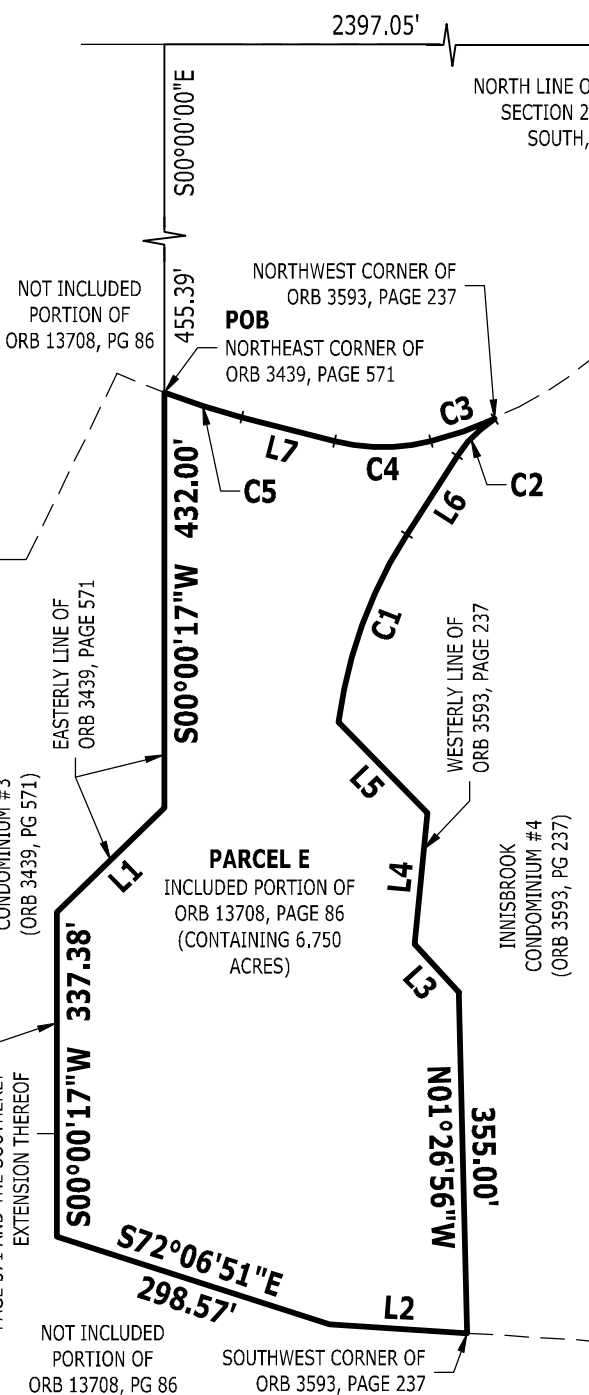 2397.05'
S00°00'00"E
455.39'
NORTH LINE O
SECTION 2
SOUTH,
NOT INCLUDED
PORTION OF
ORB 13708, PG 86
NORTHWEST CORNER OF
ORB 3593, PAGE 237
POB
NORTHEAST CORNER OF
ORB 3439, PAGE 571
C3
L7
C4
C5
C2
L6
S00°00'17"W 432.00'
C1
EASTERLY LINE OF
ORB 3439, PAGE 571
WESTERLY LINE OF
ORB 3593, PAGE 237
L5
CONDOMINIUM #3
(ORB 3439, PG 571)
L1
PARCEL E
INCLUDED PORTION OF
ORB 13708, PAGE 86
(CONTAINING 6.750
ACRES)
L4
INNISBROOK
CONDOMINIUM #4
(ORB 3593, PG 237)
L3
S00°00'17"W 337.38'
EXTENSION THEREOF
N01°26'56"W
355.00'
S72°06'51"E
298.57'
L2
NOT INCLUDED
PORTION OF
ORB 13708, PG 86
SOUTHWEST CORNER OF
ORB 3593, PAGE 237